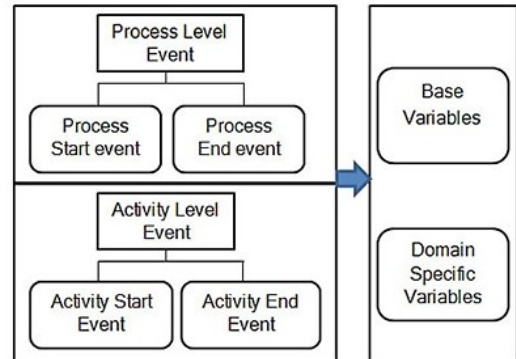 Process Level
Event
Process
Start event
Process
End event
Activity Level
Event
Activity Start
Event
Activity End
Event
Base
Variables
Domain
Specific
Variables